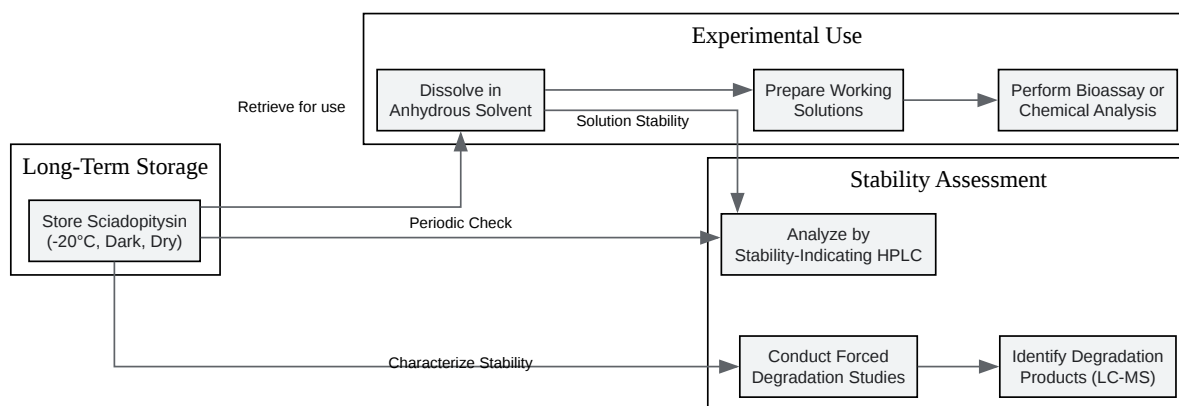 Experimental Use
Dissolve in
Anhydrous Solvent
Prepare Working
Solutions
Perform Bioassay or
Chemical Analysis
Retrieve for use
Solution Stability
Long-Term Storage
Store Sciadopitysin
(-20°C, Dark, Dry)
Periodic Check
Stability Assessment
Analyze by
Stability-Indicating HPLC
Characterize Stability
Conduct Forced
Degradation Studies
Identify Degradation
Products (LC-MS)